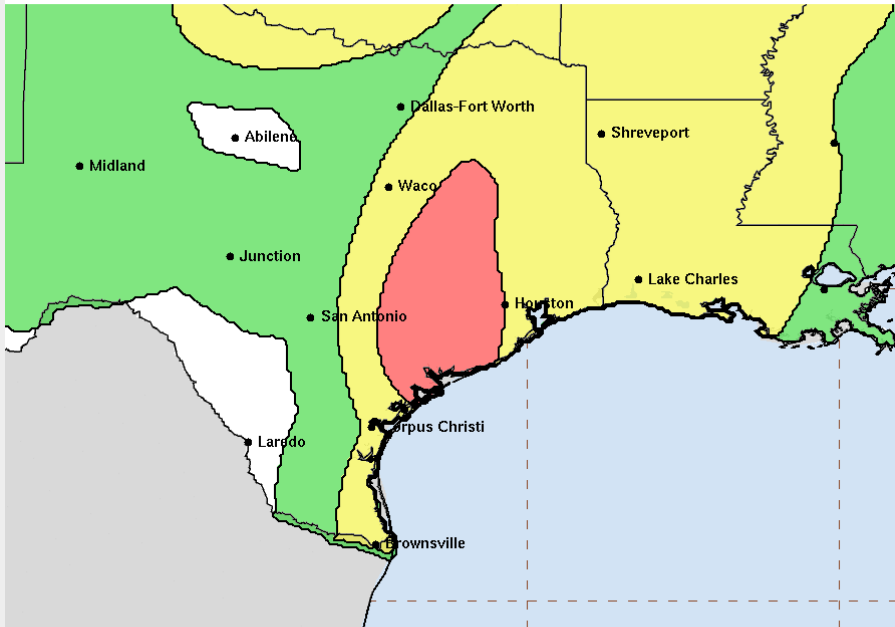 Dallas-Fort Worth
Abilene
Shreveport
Midland
Waco
Junction
Lake Charles
Houston
San Antonio
Corpus Christi
Laredo
Brownsville